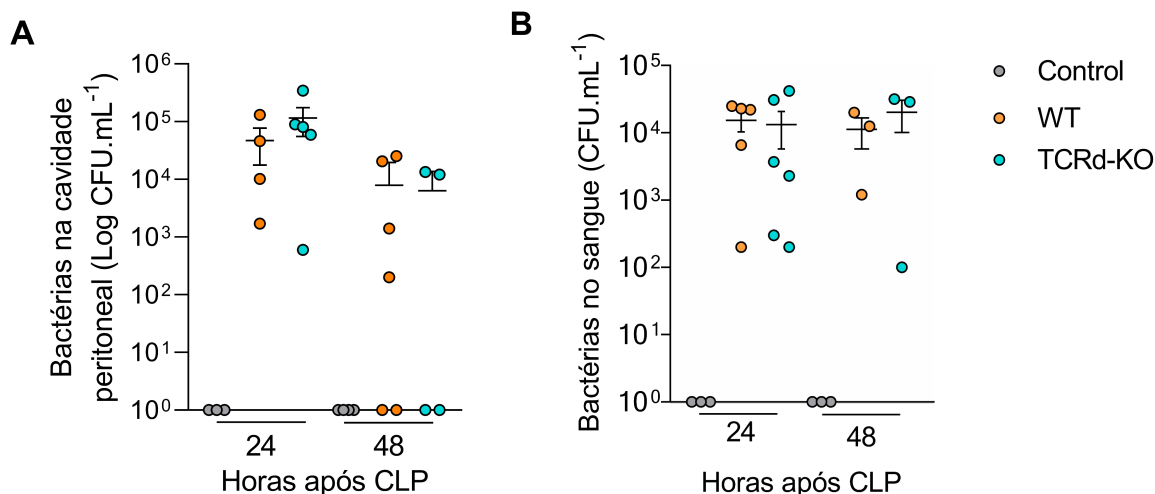 A
Bactérias na cavidade
peritoneal (Log CFU.mL⁻¹)
10⁶
10⁵
10⁴
10³
10²
10¹
10⁰
24
48
Horas após CLP
B
Bactérias no sangue (CFU.mL⁻¹)
10⁵
10⁴
10³
10²
10¹
10⁰
24
48
Horas após CLP
Control
WT
TCRd-KO